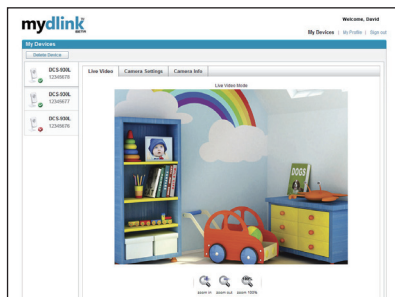 mydlink
BETA
Welcome, David
My Devices | My Profile | Sign out
My Devices
Delete Device
DCS-930L
12345678
DCS-930L
12345677
DCS-930L
12345676
Live Video
Camera Settings
Camera Info
Live Video Mode
DOGS
zoom in
zoom out
zoom 100%